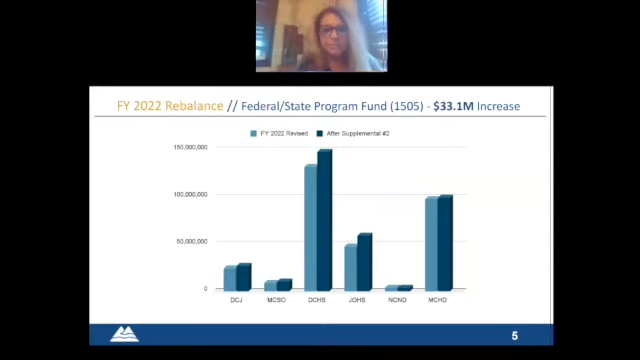 FY 2022 Rebalance // Federal/State Program Fund (1505) - $33.1M Increase
FY 2022 Revised After Supplemental #2
150,000,000
100,000,000
50,000,000
0
DCJ MCSO DCHS JOHS NOND MCHD
5